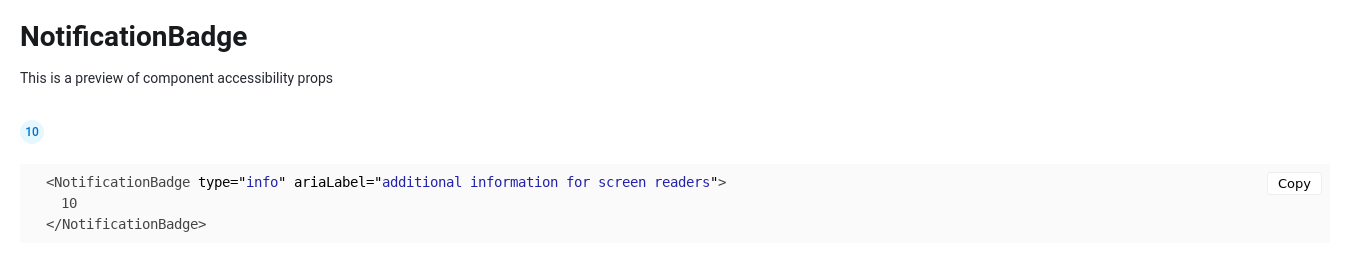 NotificationBadge
This is a preview of component accessibility props
10
<NotificationBadge type="info" ariaLabel="additional information for screen readers">
Copy
10
</NotificationBadge>